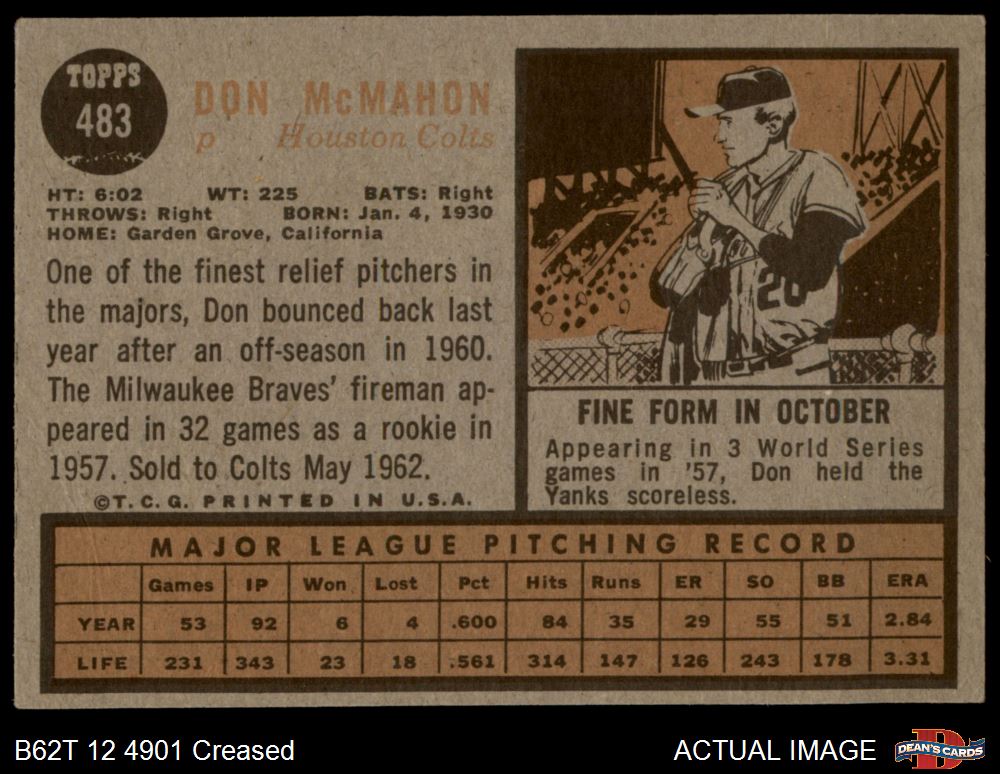 TOPPS
483
DON McMAHON
p Houston Colts
HT: 6:02 WT: 225 BATS: Right
THROWS: Right BORN: Jan. 4, 1930
HOME: Garden Grove, California
One of the finest relief pitchers in
the majors, Don bounced back last
year after an off-season in 1960.
The Milwaukee Braves' fireman ap-
peared in 32 games as a rookie in
1957. Sold to Colts May 1962.
©T.C.G. PRINTED IN U.S.A.
20
FINE FORM IN OCTOBER
Appearing in 3 World Series
games in '57, Don held the
Yanks scoreless.
MAJOR LEAGUE PITCHING RECORD
Games IP Won Lost Pct Hits Runs ER SO BB ERA
YEAR 53 92 6 4 .600 84 35 29 55 51 2.84
LIFE 231 343 23 18 .561 314 147 126 243 178 3.31
B62T 12 4901 Creased
ACTUAL IMAGE
D
DEAN'S CARDS